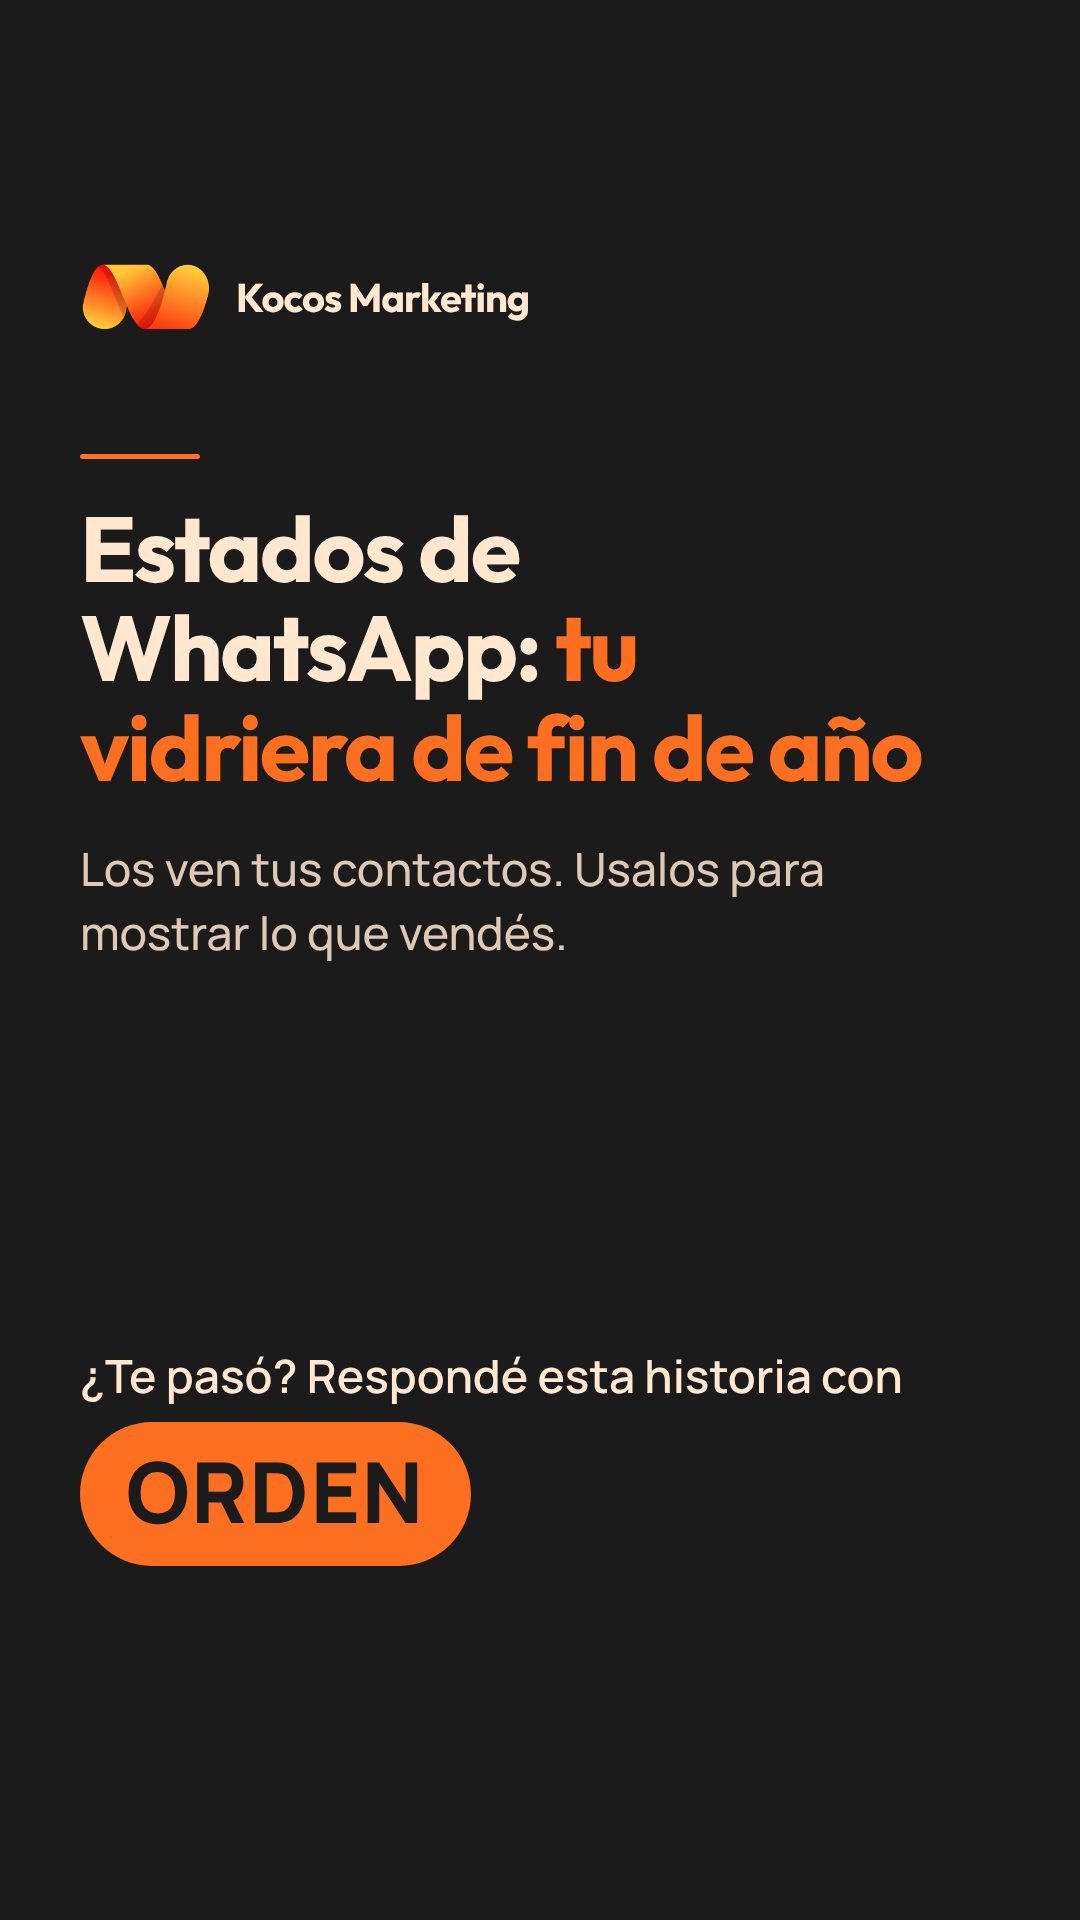 Kocos Marketing
Estados de
WhatsApp: tu
vidriera de fin de año
Los ven tus contactos. Usalos para
mostrar lo que vendés.
¿Te pasó? Respondé esta historia con
ORDEN